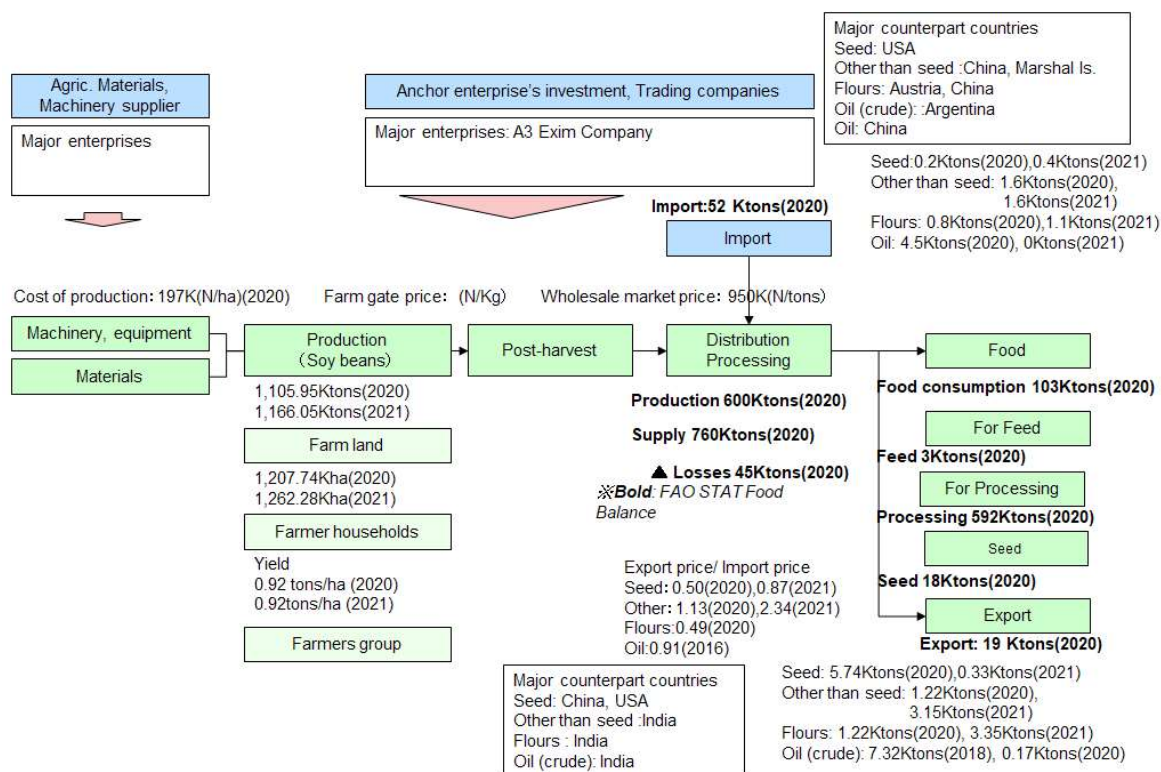 Major counterpart countries
Seed: USA
Other than seed :China, Marshal Is.
Flours: Austria, China
Oil (crude): :Argentina
Oil: China
Agric. Materials,
Machinery supplier
Major enterprises
Anchor enterprise's investment, Trading companies
Major enterprises: A3 Exim Company
Seed:0.2Ktons(2020),0.4Ktons(2021)
Other than seed: 1.6Ktons(2020),
1.6Ktons(2021)
Flours: 0.8Ktons(2020),1.1Ktons(2021)
Oil: 4.5Ktons(2020), 0Ktons(2021)
Import:52 Ktons(2020)
Import
Cost of production: 197K(N/ha)(2020)
Farm gate price: (N/Kg)
Wholesale market price: 950K(N/tons)
Machinery, equipment
Materials
Production
(Soy beans)
Post-harvest
Distribution
Processing
Food
1,105.95Ktons(2020)
1,166.05Ktons(2021)
Farm land
1,207.74Kha(2020)
1,262.28Kha(2021)
Farmer households
Yield
0.92 tons/ha (2020)
0.92tons/ha (2021)
Farmers group
Production 600Ktons(2020)
Supply 760Ktons(2020)
▲ Losses 45Ktons(2020)
※Bold: FAO STAT Food
Balance
Food consumption 103Ktons(2020)
For Feed
Feed 3Ktons(2020)
For Processing
Processing 592Ktons(2020)
Seed
Seed 18Ktons(2020)
Export
Export: 19 Ktons(2020)
Export price/ Import price
Seed: 0.50(2020),0.87(2021)
Other: 1.13(2020),2.34(2021)
Flours:0.49(2020)
Oil:0.91(2016)
Major counterpart countries
Seed: China, USA
Other than seed :India
Flours : India
Oil (crude): India
Seed: 5.74Ktons(2020),0.33Ktons(2021)
Other than seed: 1.22Ktons(2020),
3.15Ktons(2021)
Flours: 1.22Ktons(2020), 3.35Ktons(2021)
Oil (crude): 7.32Ktons(2018), 0.17Ktons(2020)